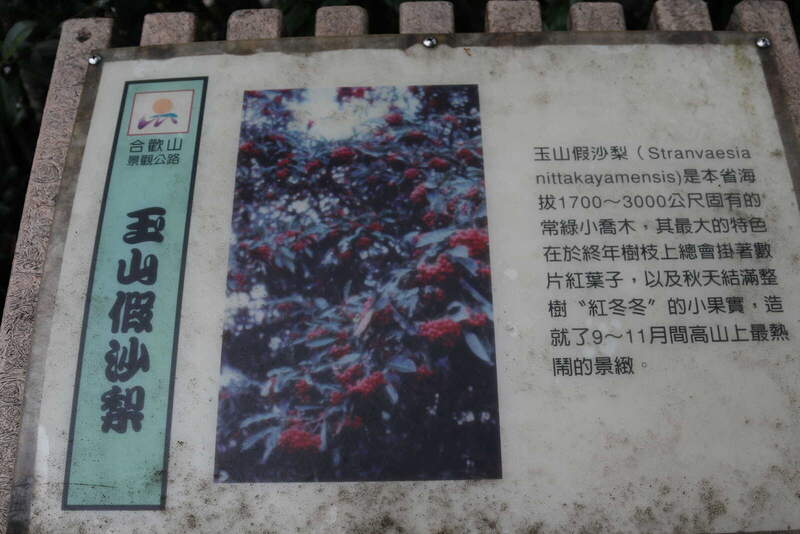 合歡山
景觀公路
玉山假沙梨
玉山假沙梨（Stranvaesia
nittakayamensis)是本省海
拔1700～3000公尺固有的
常綠小喬木，其最大的特色
在於終年樹枝上總會掛著數
片紅葉子，以及秋天結滿整
樹〝紅冬冬〞的小果實，造
就了9～11月間高山上最熱
鬧的景緻。